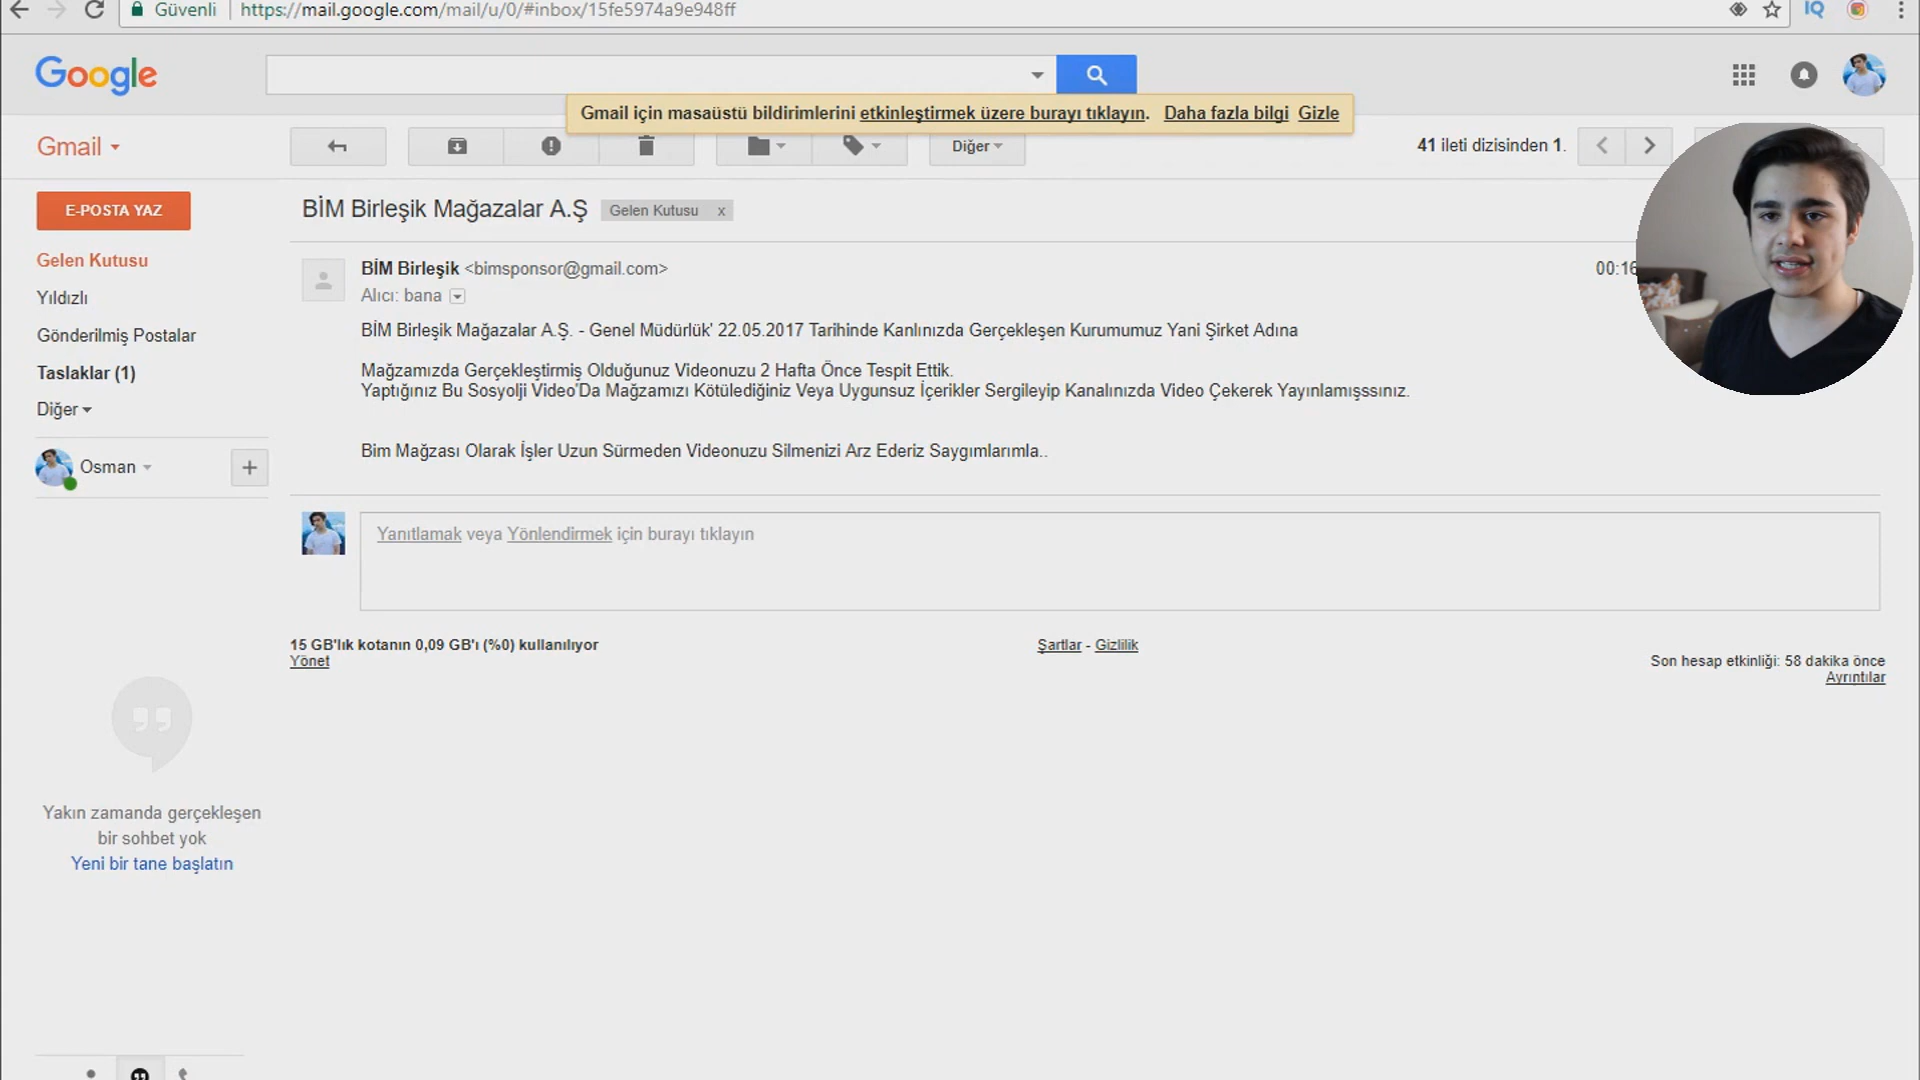 Güvenli
https://mail.google.com/mail/u/0/#inbox/15fe5974a9e948ff
IQ
Google
Gmail için masaüstü bildirimlerini etkinleştirmek üzere burayı tıklayın. Daha fazla bilgi Gizle
Gmail
Diğer
41 ileti dizisinden 1.
E-POSTA YAZ
BİM Birleşik Mağazalar A.Ş
Gelen Kutusu x
Gelen Kutusu
Yıldızlı
Gönderilmiş Postalar
Taslaklar (1)
Diğer
Osman
BİM Birleşik <bimsponsor@gmail.com>
00:16
Alıcı: bana
BİM Birleşik Mağazalar A.Ş. - Genel Müdürlük' 22.05.2017 Tarihinde Kanlınızda Gerçekleşen Kurumumuz Yani Şirket Adına
Mağzamızda Gerçekleştirmiş Olduğunuz Videonuzu 2 Hafta Önce Tespit Ettik.
Yaptığınız Bu Sosyolji Video'Da Mağzamızı Kötülediğiniz Veya Uygunsuz İçerikler Sergileyip Kanalınızda Video Çekerek Yayınlamışssınız.
Bim Mağzası Olarak İşler Uzun Sürmeden Videonuzu Silmenizi Arz Ederiz Saygımlarımla..
Yanıtlamak veya Yönlendirmek için burayı tıklayın
15 GB'lık kotanın 0,09 GB'ı (%0) kullanılıyor
Yönet
Şartlar - Gizlilik
Son hesap etkinliği: 58 dakika önce
Ayrıntılar
Yakın zamanda gerçekleşen
bir sohbet yok
Yeni bir tane başlatın